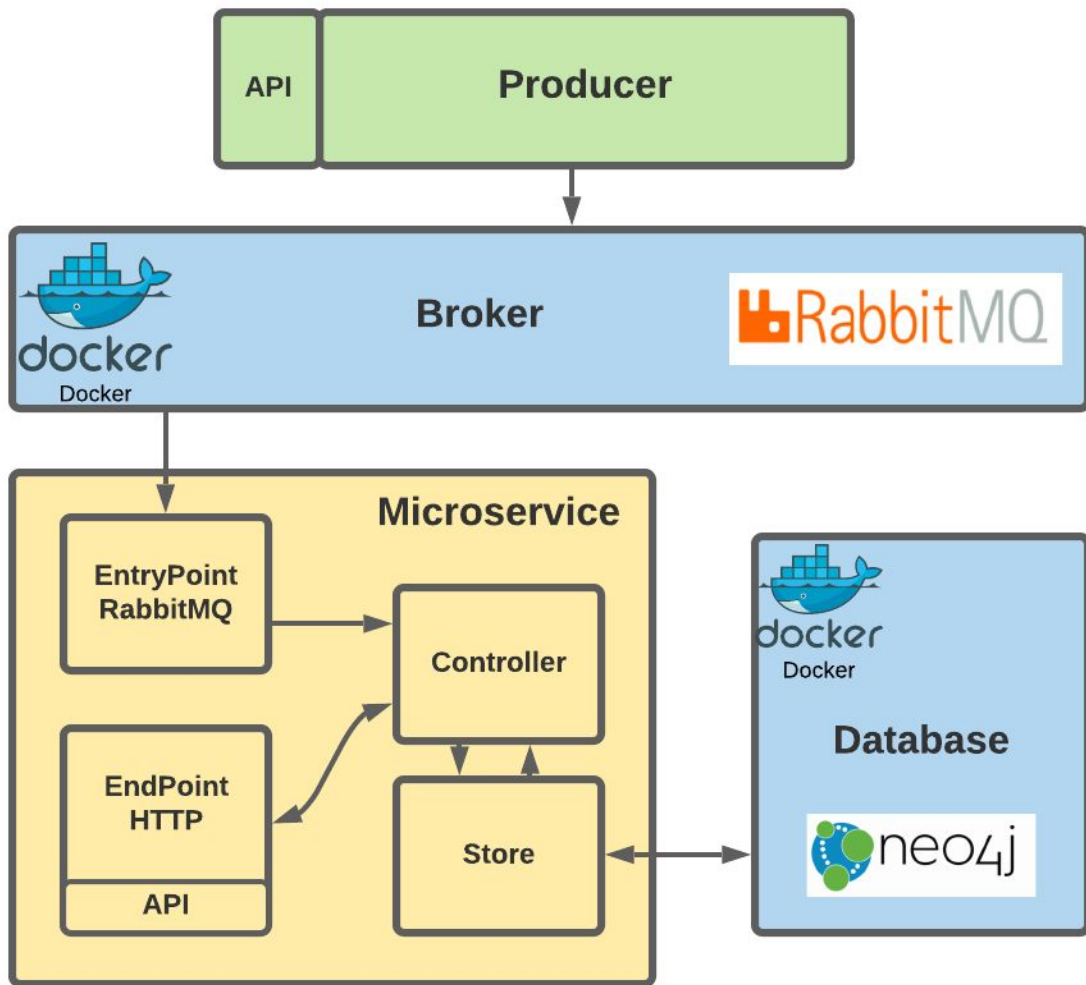 API
Producer
docker
Docker
Broker
RabbitMQ
Microservice
EntryPoint
RabbitMQ
Controller
EndPoint
HTTP
API
Store
docker
Docker
Database
neo4j